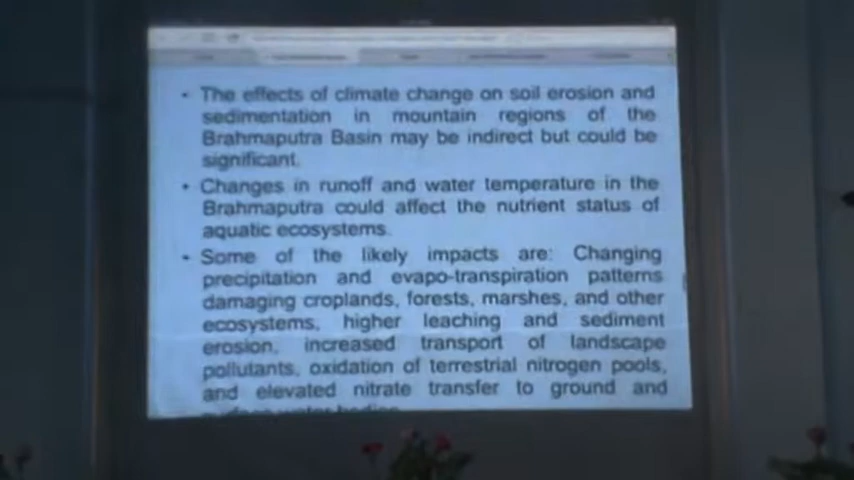 • The effects of climate change on soil erosion and
sedimentation in mountain regions of the
Brahmaputra Basin may be indirect but could be
significant.
• Changes in runoff and water temperature in the
Brahmaputra could affect the nutrient status of
aquatic ecosystems.
• Some of the likely impacts are: Changing
precipitation and evapo-transpiration patterns
damaging croplands, forests, marshes, and other
ecosystems, higher leaching and sediment
erosion, increased transport of landscape
pollutants, oxidation of terrestrial nitrogen pools,
and elevated nitrate transfer to ground and
surface water bodies